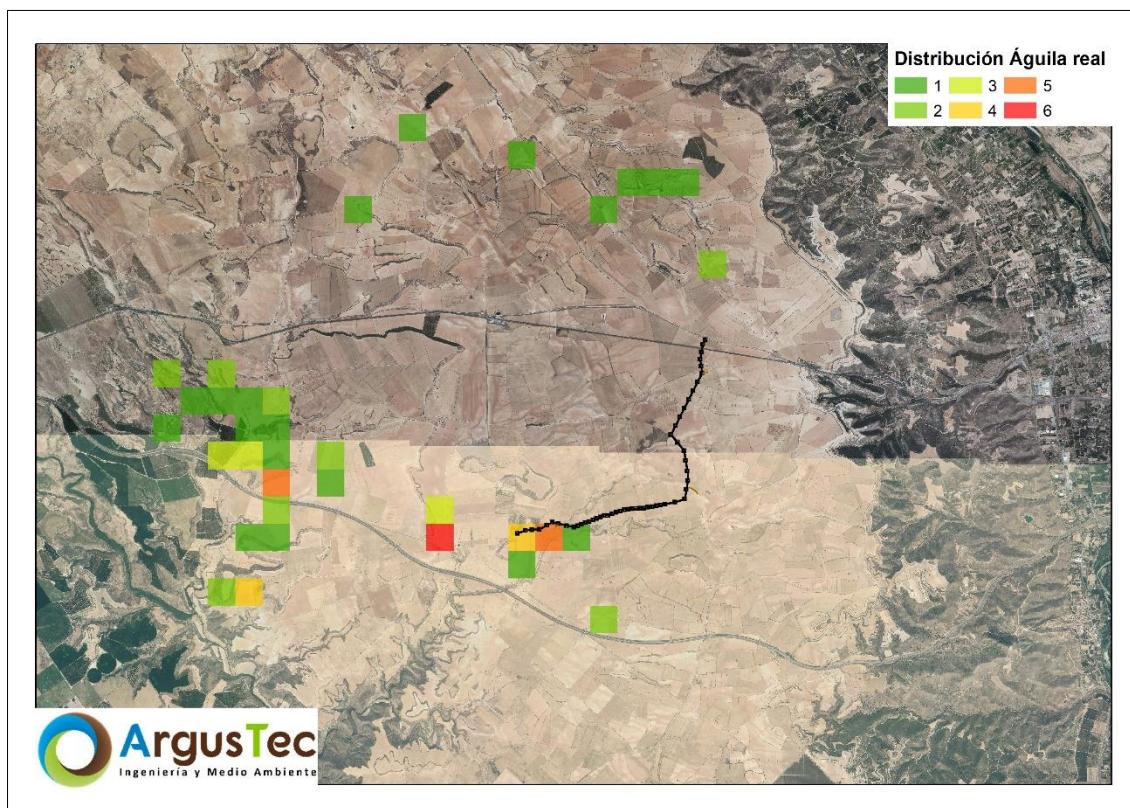 Distribución Águila real
1 3 5
2 4 6
ArgusTec
Ingeniería y Medio Ambiente